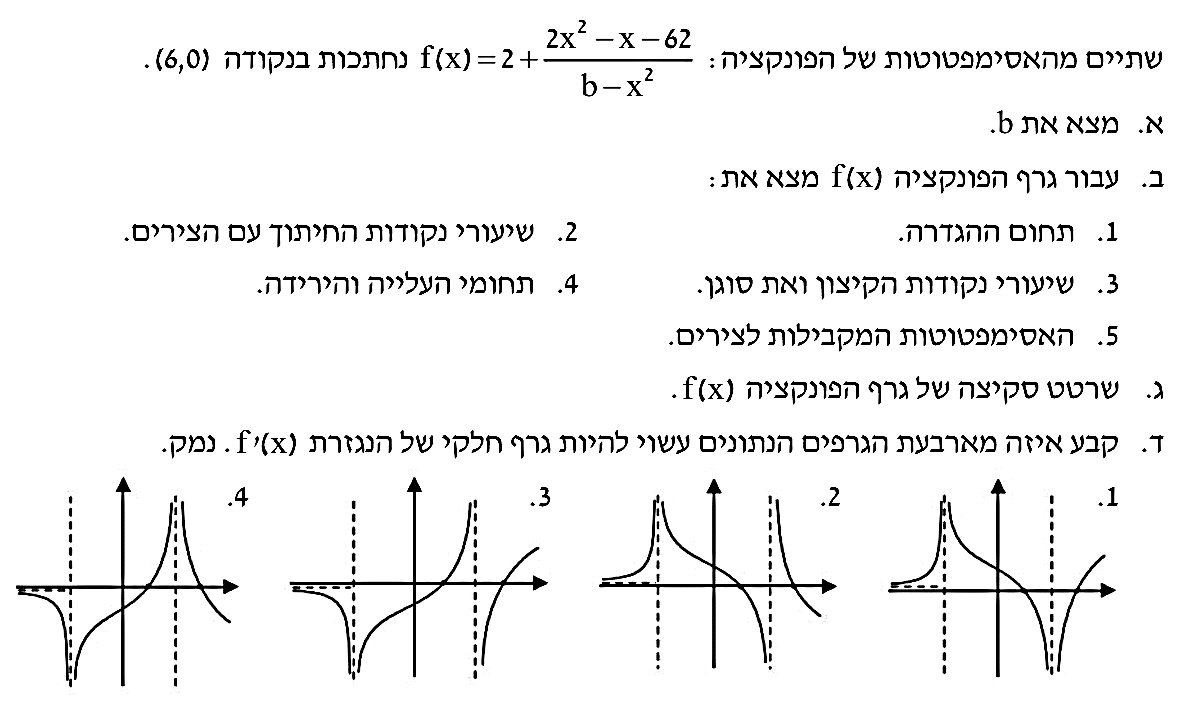 שתיים מהאסימפטוטות של הפונקציה: f(x)=2+\frac{2x²-x-62}{b-x²} נחתכות בנקודה (6,0).
א. מצא את b.
ב. עבור גרף הפונקציה f(x) מצא את:
1. תחום ההגדרה. 2. שיעורי נקודות החיתוך עם הצירים.
3. שיעורי נקודות הקיצון ואת סוגן. 4. תחומי העלייה והירידה.
5. האסימפטוטות המקבילות לצירים.
ג. שרטט סקיצה של גרף הפונקציה f(x).
ד. קבע איזה מארבעת הגרפים הנתונים עשוי להיות גרף חלקי של הנגזרת f'(x). נמק.
1. 2. 3. 4.